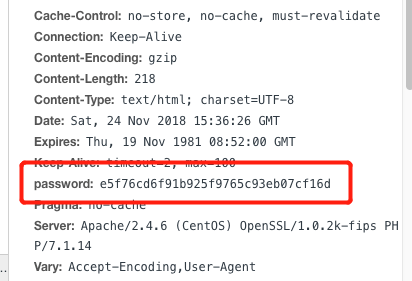 Cache-Control: no-store, no-cache, must-revalidate
Connection: Keep-Alive
Content-Encoding: gzip
Content-Length: 218
Content-Type: text/html; charset=UTF-8
Date: Sat, 24 Nov 2018 15:36:26 GMT
Expires: Thu, 19 Nov 1981 08:52:00 GMT
Keep-Alive: timeout=2, max=100
password: e5f76cd6f91b925f9765c93eb07cf16d
Pragma: no-cache
Server: Apache/2.4.6 (CentOS) OpenSSL/1.0.2k-fips PH
P/7.1.14
... Vary: Accept-Encoding,User-Agent